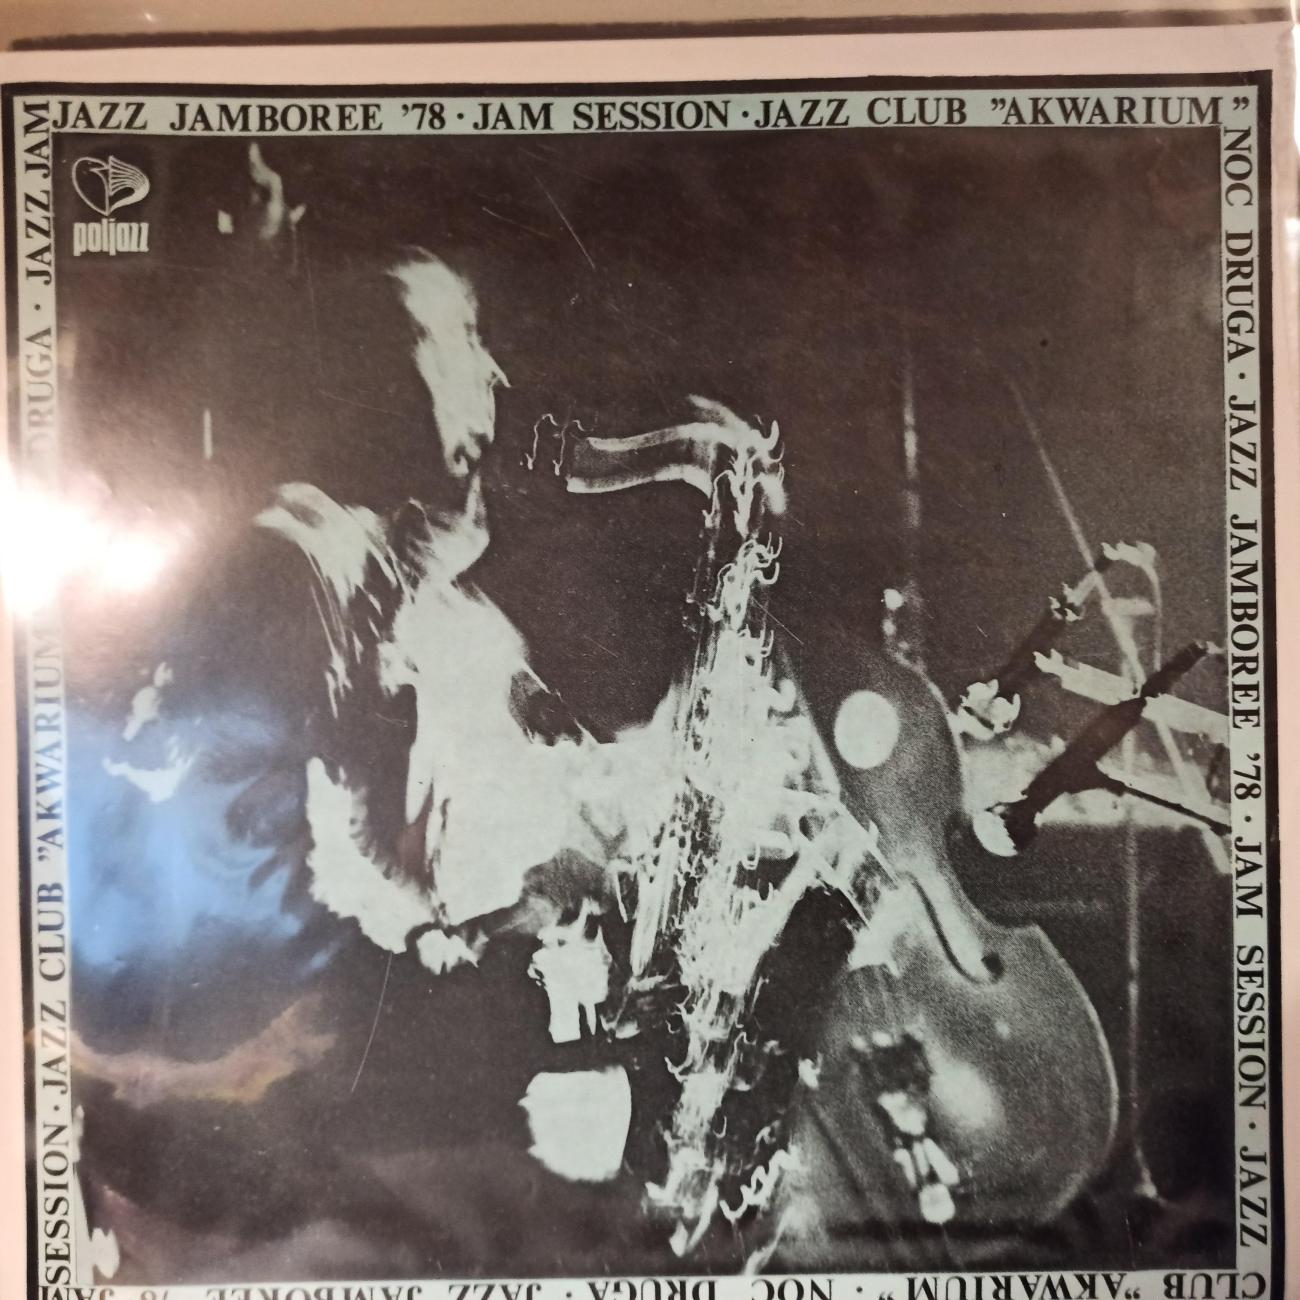 JAZZ JAMBOREE '78 · JAM SESSION · JAZZ CLUB "AKWARIUM"
NOC DRUGA · JAZZ JAMBOREE '78 · JAM SESSION · JAZZ
CLUB "AKWARIUM" · NOC DRUGA · JAZZ JAMBOREE '78 JAM
SESSION · JAZZ CLUB "AKWARIUM DRUGA · JAZZ JAM
poljazz